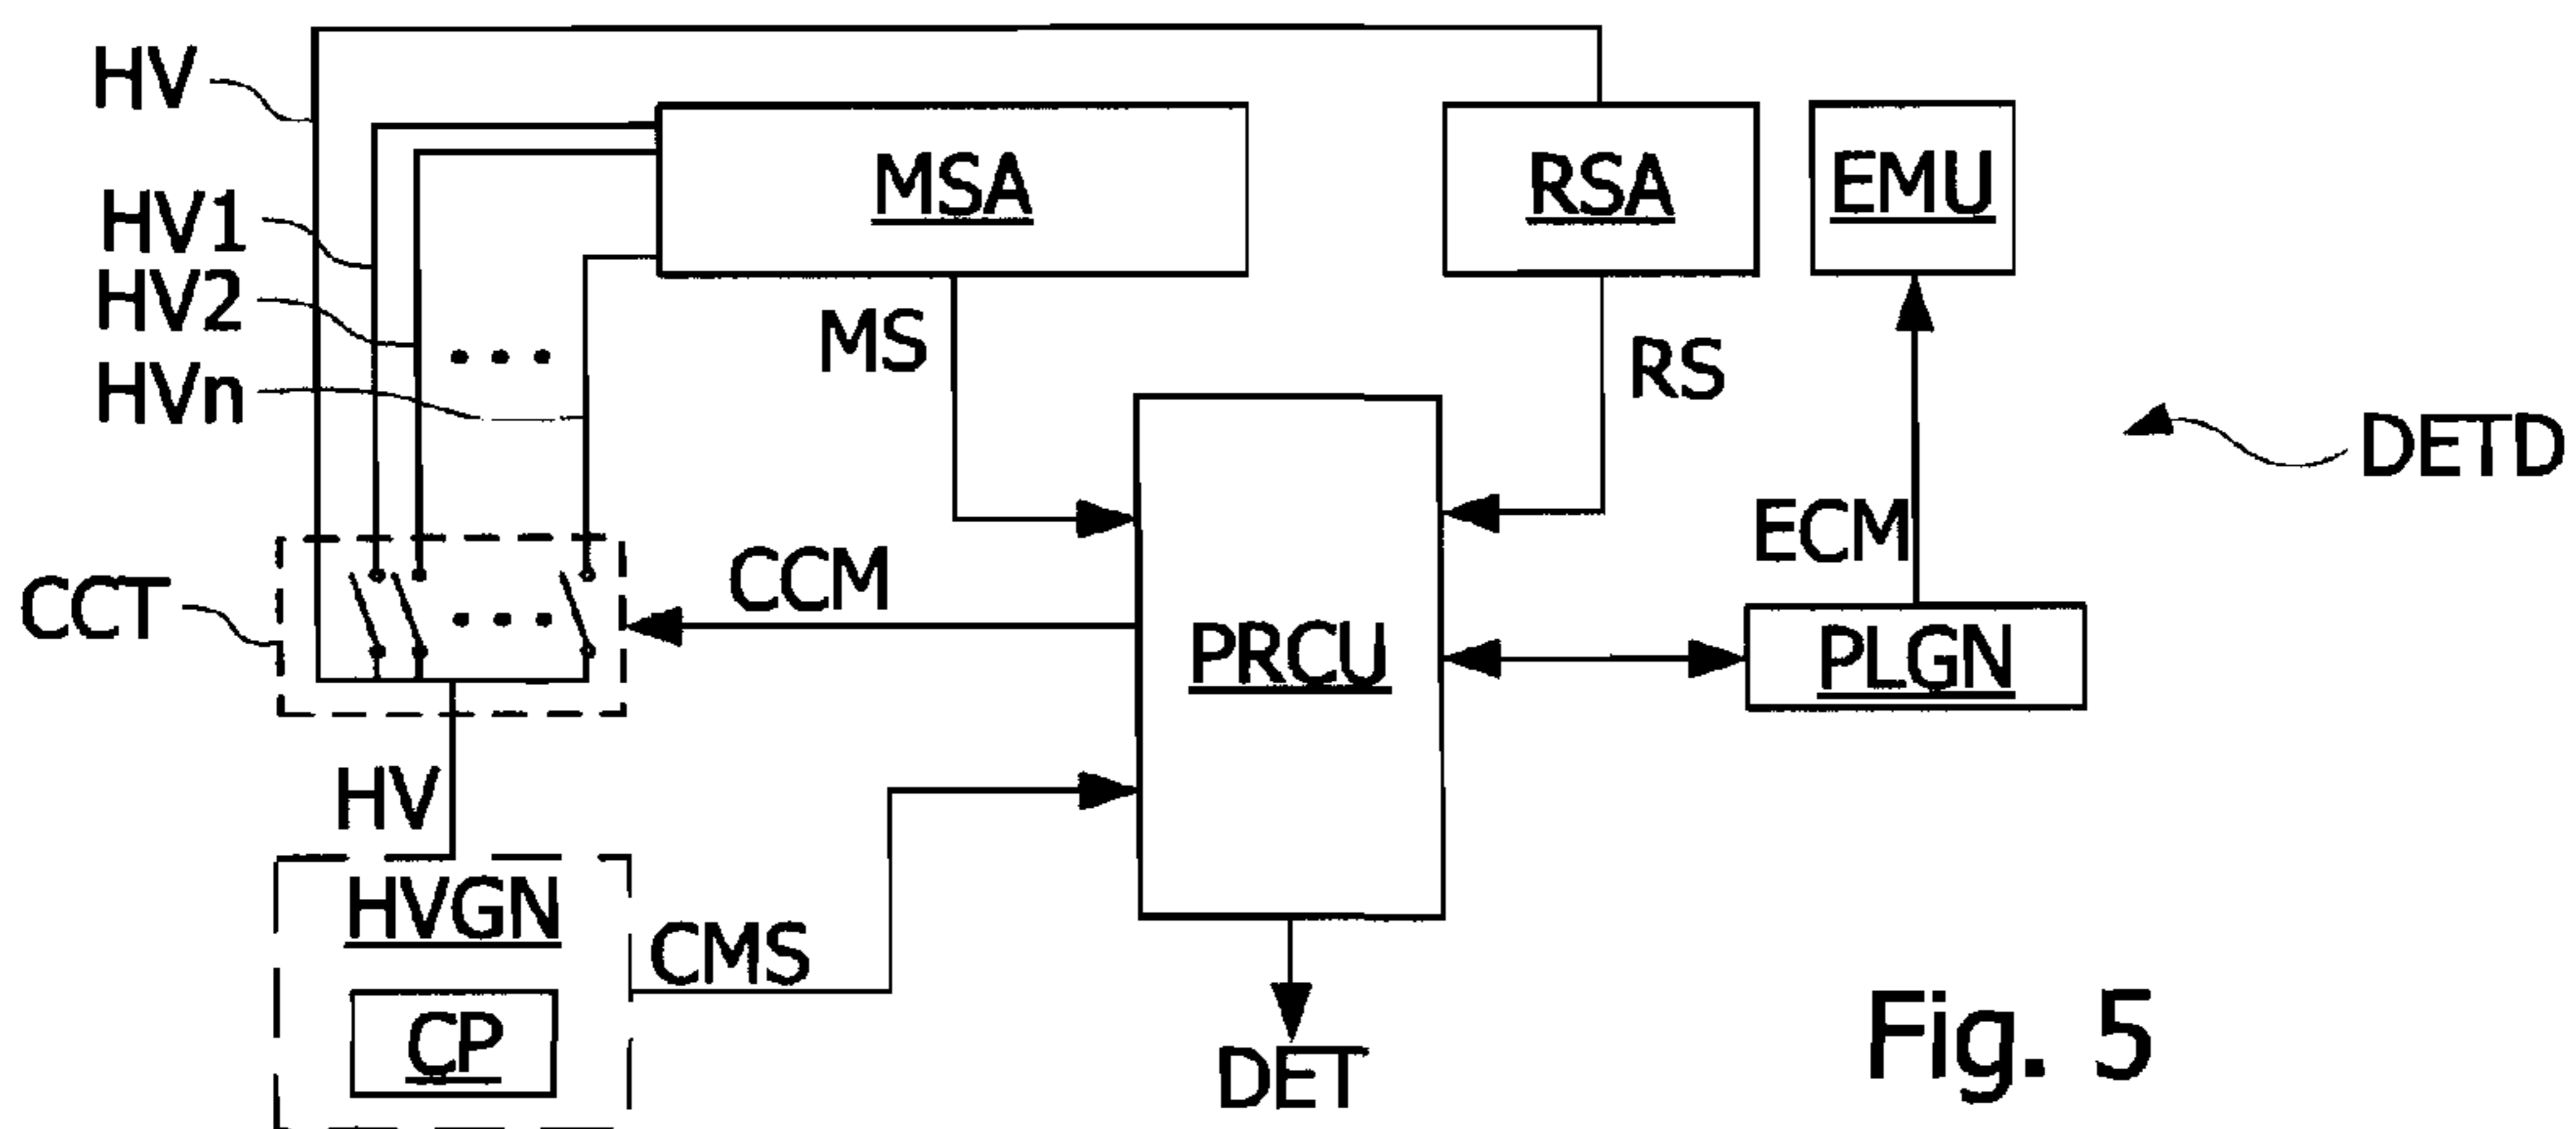 HV
MSA
RSA
EMU
HV1
HV2
HVn
MS
RS
DETD
ECM
CCM
CCT
PRCU
PLGN
HV
HVGN
CMS
CP
DET
Fig. 5